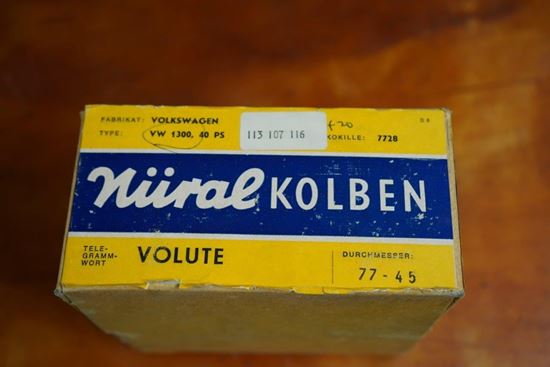 FABRIKAT: VOLKSWAGEN
TYPE: VW 1300, 40 PS
113 107 116
+20
KOKILLE: 7728
Nüral KOLBEN
TELE-
GRAMM-
WORT
VOLUTE
DURCHMESSER:
77-45